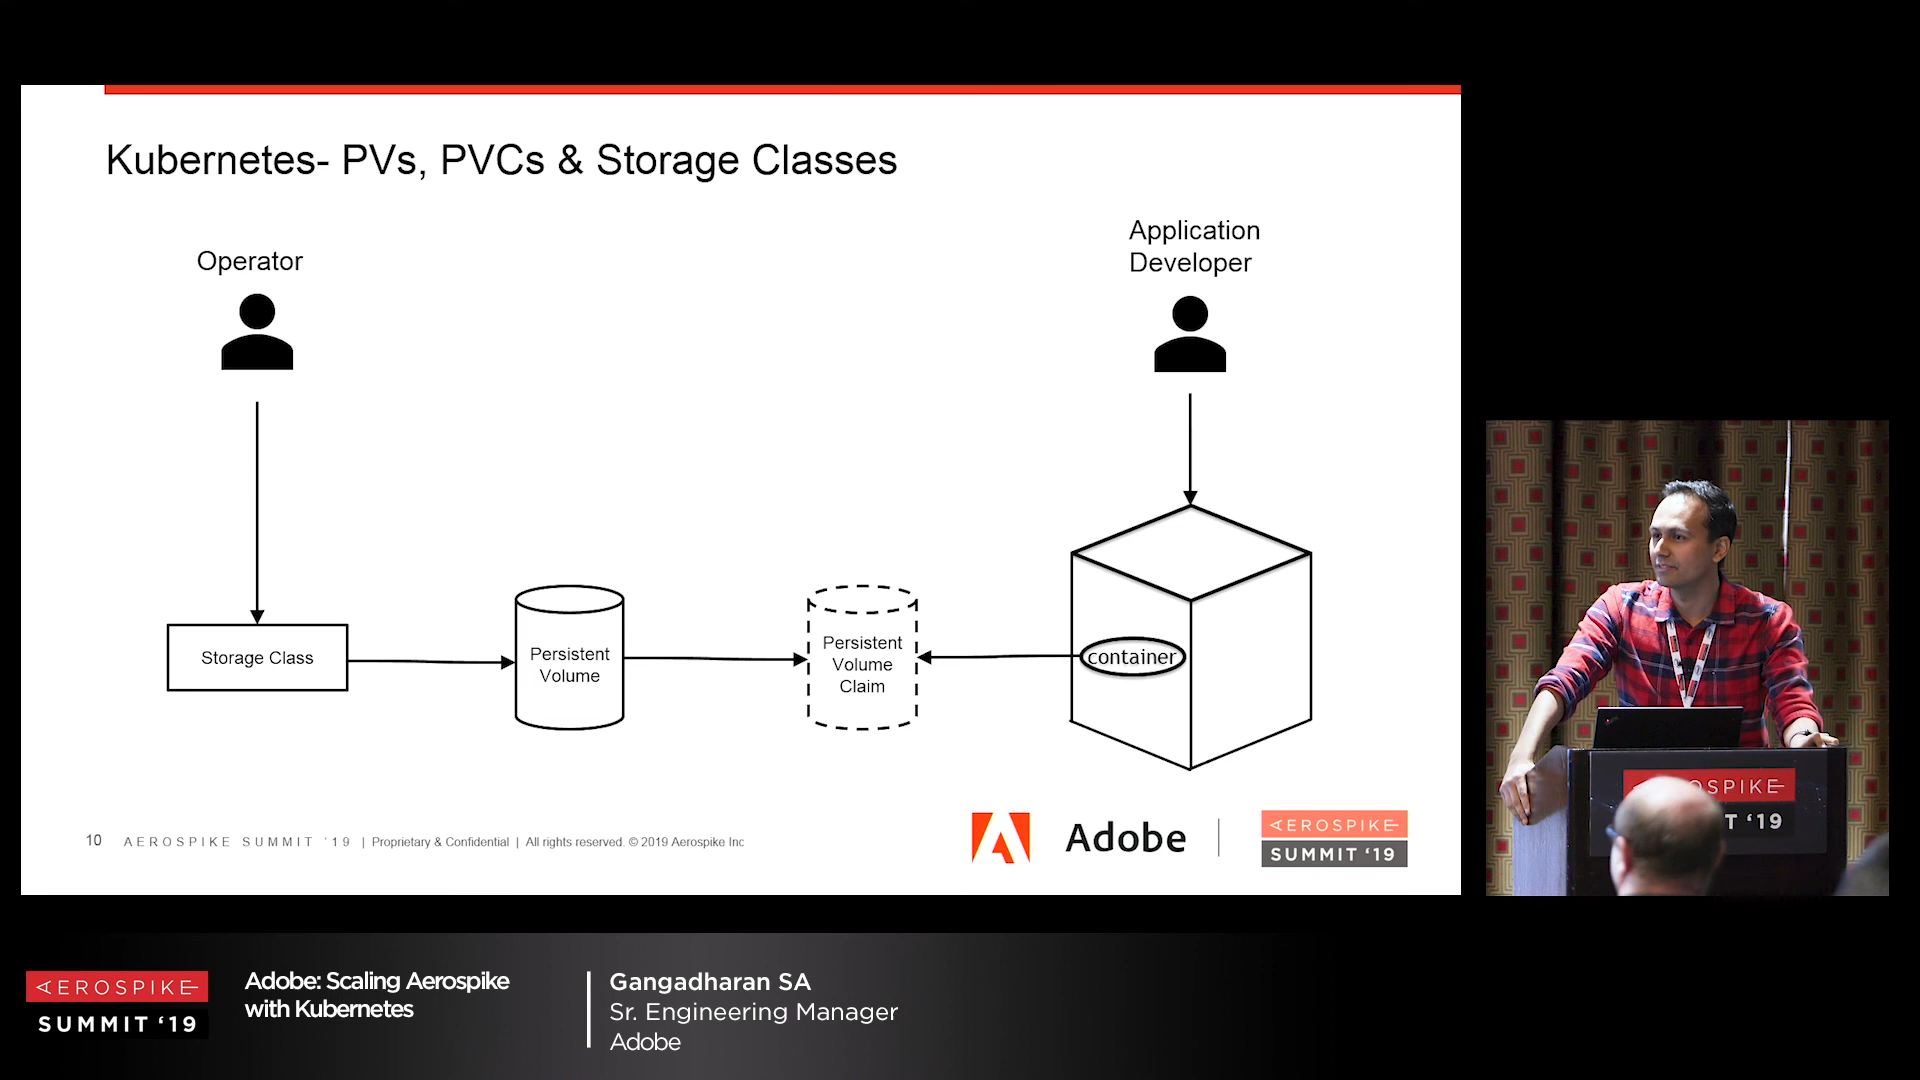 Kubernetes- PVs, PVCs & Storage Classes
Operator
Application
Developer
Storage Class
Persistent
Volume
Persistent
Volume
Claim
container
10 AEROSPIKE SUMMIT '19 | Proprietary & Confidential | All rights reserved. © 2019 Aerospike Inc
Adobe
AEROSPIKE
SUMMIT '19
SPIKE
T '19
AEROSPIKE
SUMMIT '19
Adobe: Scaling Aerospike
with Kubernetes
Gangadharan SA
Sr. Engineering Manager
Adobe